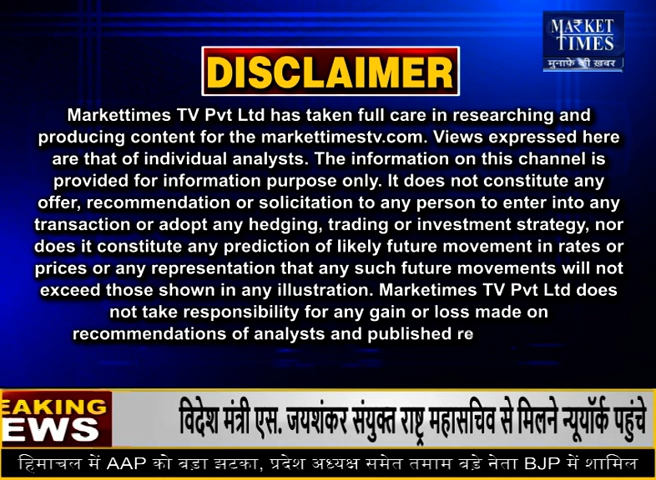 MARKET
TIMES
मुनाफे की ख़बर
DISCLAIMER
Markettimes TV Pvt Ltd has taken full care in researching and
producing content for the markettimestv.com. Views expressed here
are that of individual analysts. The information on this channel is
provided for information purpose only. It does not constitute any
offer, recommendation or solicitation to any person to enter into any
transaction or adopt any hedging, trading or investment strategy, nor
does it constitute any prediction of likely future movement in rates or
prices or any representation that any such future movements will not
exceed those shown in any illustration. Marketimes TV Pvt Ltd does
not take responsibility for any gain or loss made on
recommendations of analysts and published re
EAKING
EWS
विदेश मंत्री एस. जयशंकर संयुक्त राष्ट्र महासचिव से मिलने न्यूयॉर्क पहुंचे
हिमाचल में AAP को बड़ा झटका, प्रदेश अध्यक्ष समेत तमाम बड़े नेता BJP में शामिल